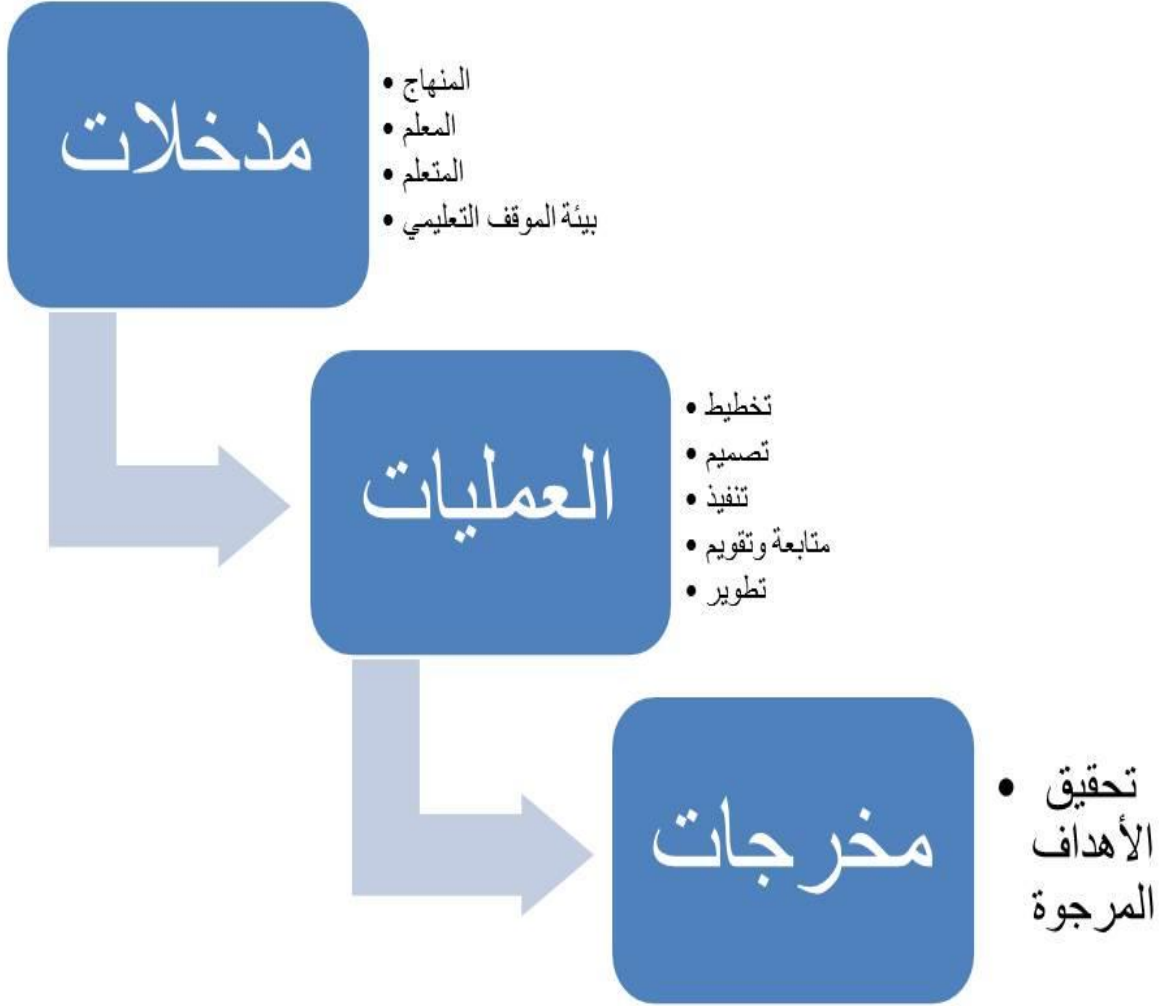 مدخلات
المنهاج •
المعلم •
المتعلم •
بيئة الموقف التعليمي •
العمليات
تخطيط •
تصميم •
تنفيذ •
متابعة وتقويم •
تطوير •
مخرجات
تحقيق •
الأهداف
المرجوة